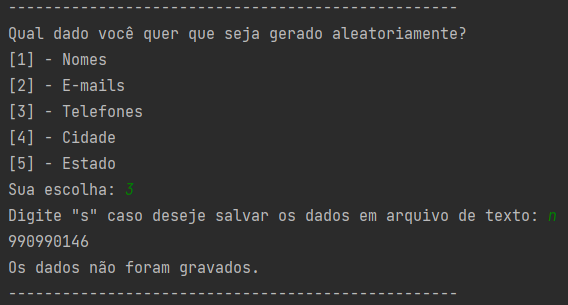 --------------------------------------------------
Qual dado você quer que seja gerado aleatoriamente?
[1] - Nomes
[2] - E-mails
[3] - Telefones
[4] - Cidade
[5] - Estado
Sua escolha: 3
Digite "s" caso deseje salvar os dados em arquivo de texto: n
990990146
Os dados não foram gravados.
--------------------------------------------------